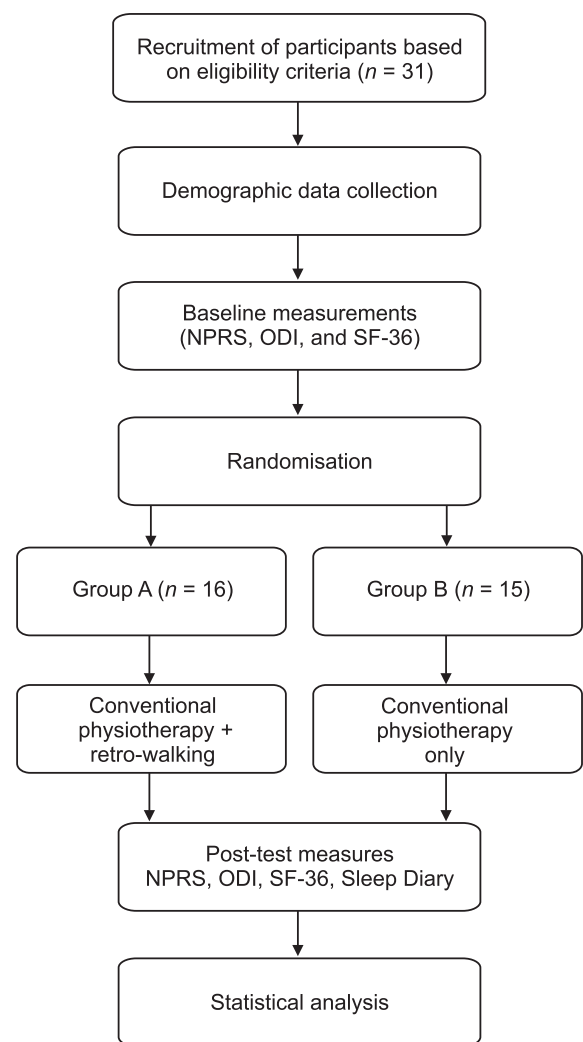 Recruitment of participants based
on eligibility criteria (n = 31)
Demographic data collection
Baseline measurements
(NPRS, ODI, and SF-36)
Randomisation
Group A (n = 16)
Group B (n = 15)
Conventional
physiotherapy +
retro-walking
Conventional
physiotherapy
only
Post-test measures
NPRS, ODI, SF-36, Sleep Diary
Statistical analysis